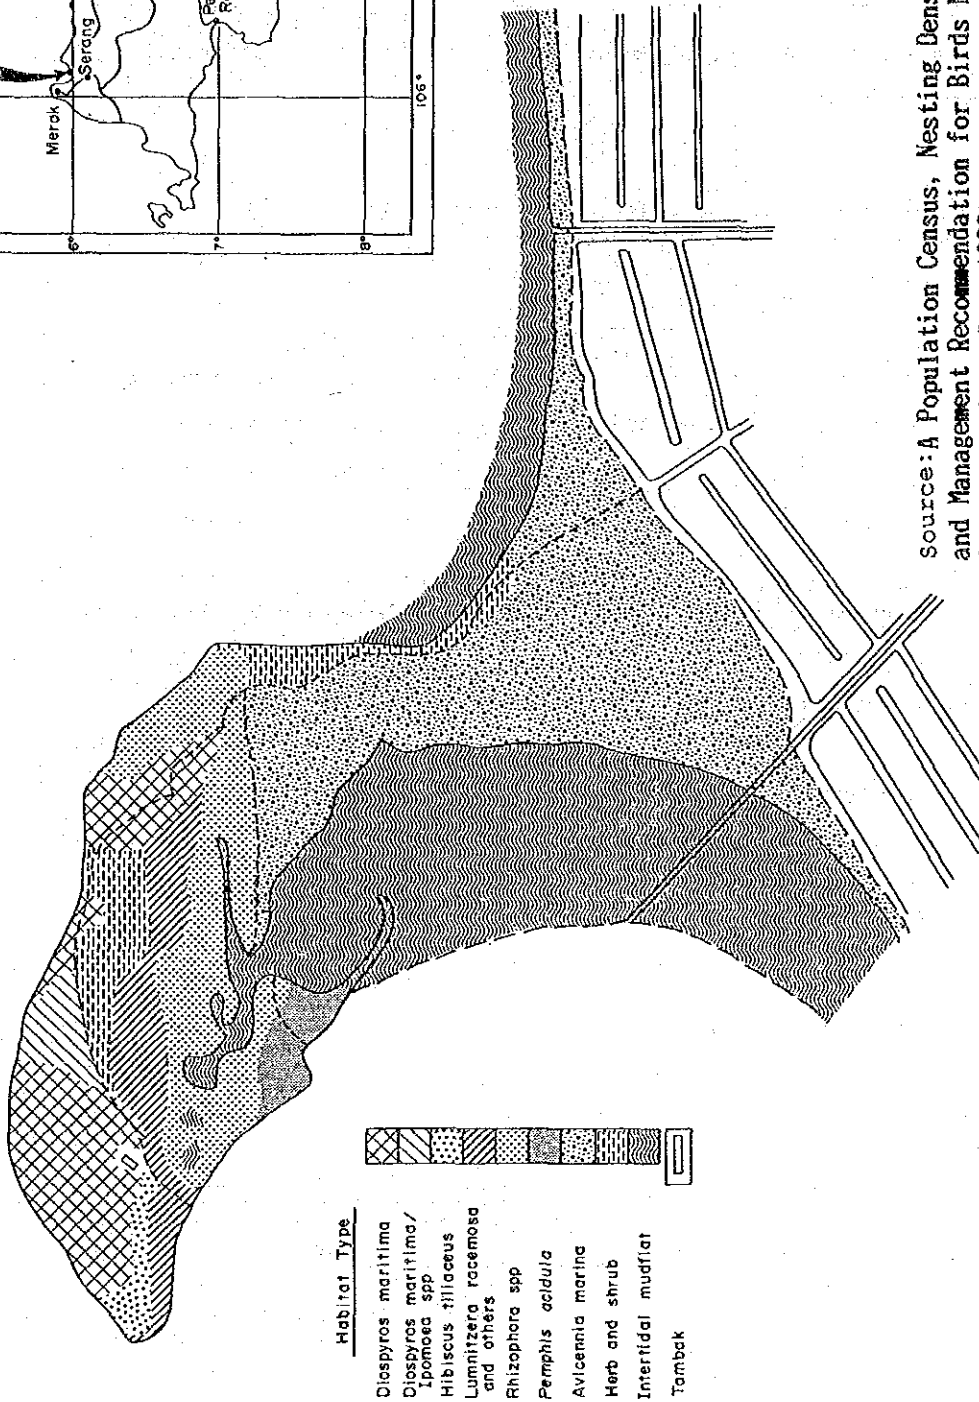 Merak
Serang
6°
7°
8°
106°
Habitat Type
Diospyros maritima
Diospyros maritima/
Ipomoea spp
Hibiscus tiliaceus
Lumnitzera racemosa
and others
Rhizophora spp
Pemphis acidula
Avicennia marina
Herb and shrub
Intertidal mudflat
Tambak
Source:A Population Census, Nesting Dens
and Management Recommendation for Birds